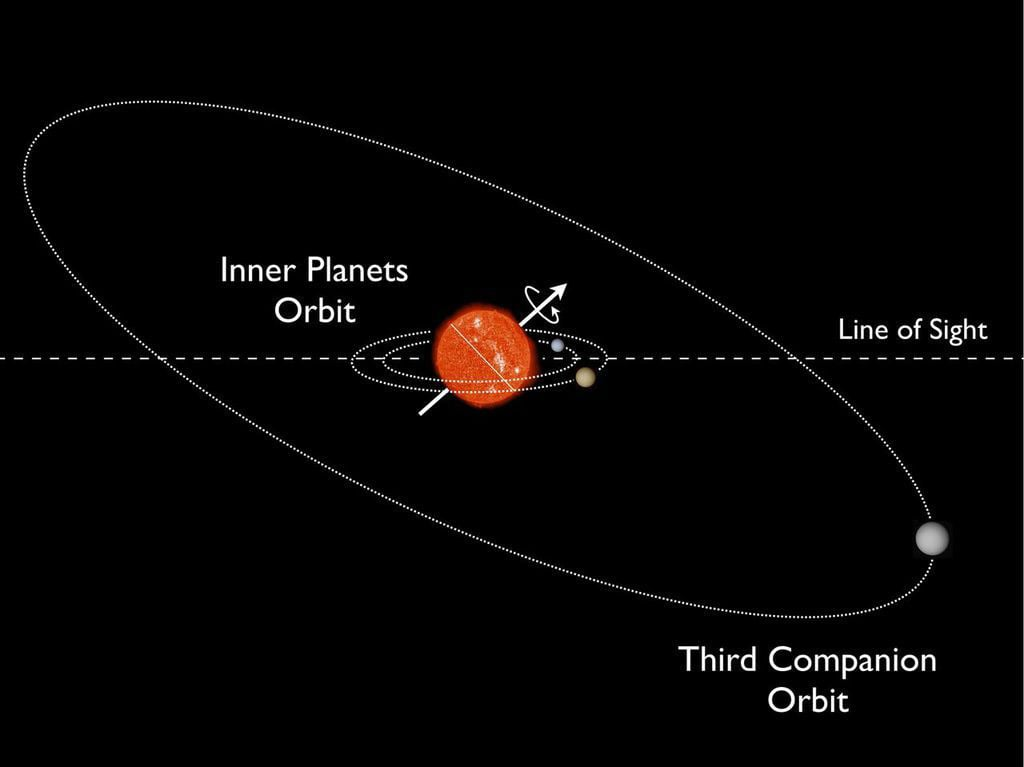 Inner Planets
Orbit
Line of Sight
Third Companion
Orbit